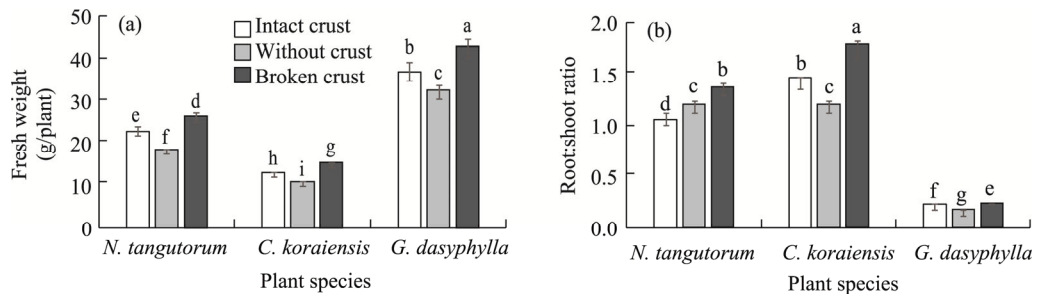 (a)
Intact crust
Without crust
Broken crust
Fresh weight
(g/plant)
50
40
30
20
10
0
e
f
d
h
i
g
b
c
a
N. tangutorum
C. koraiensis
G. dasyphylla
Plant species
(b)
Root:shoot ratio
2.0
1.5
1.0
0.5
0.0
d
c
b
b
c
a
f
g
e
N. tangutorum
C. koraiensis
G. dasyphylla
Plant species